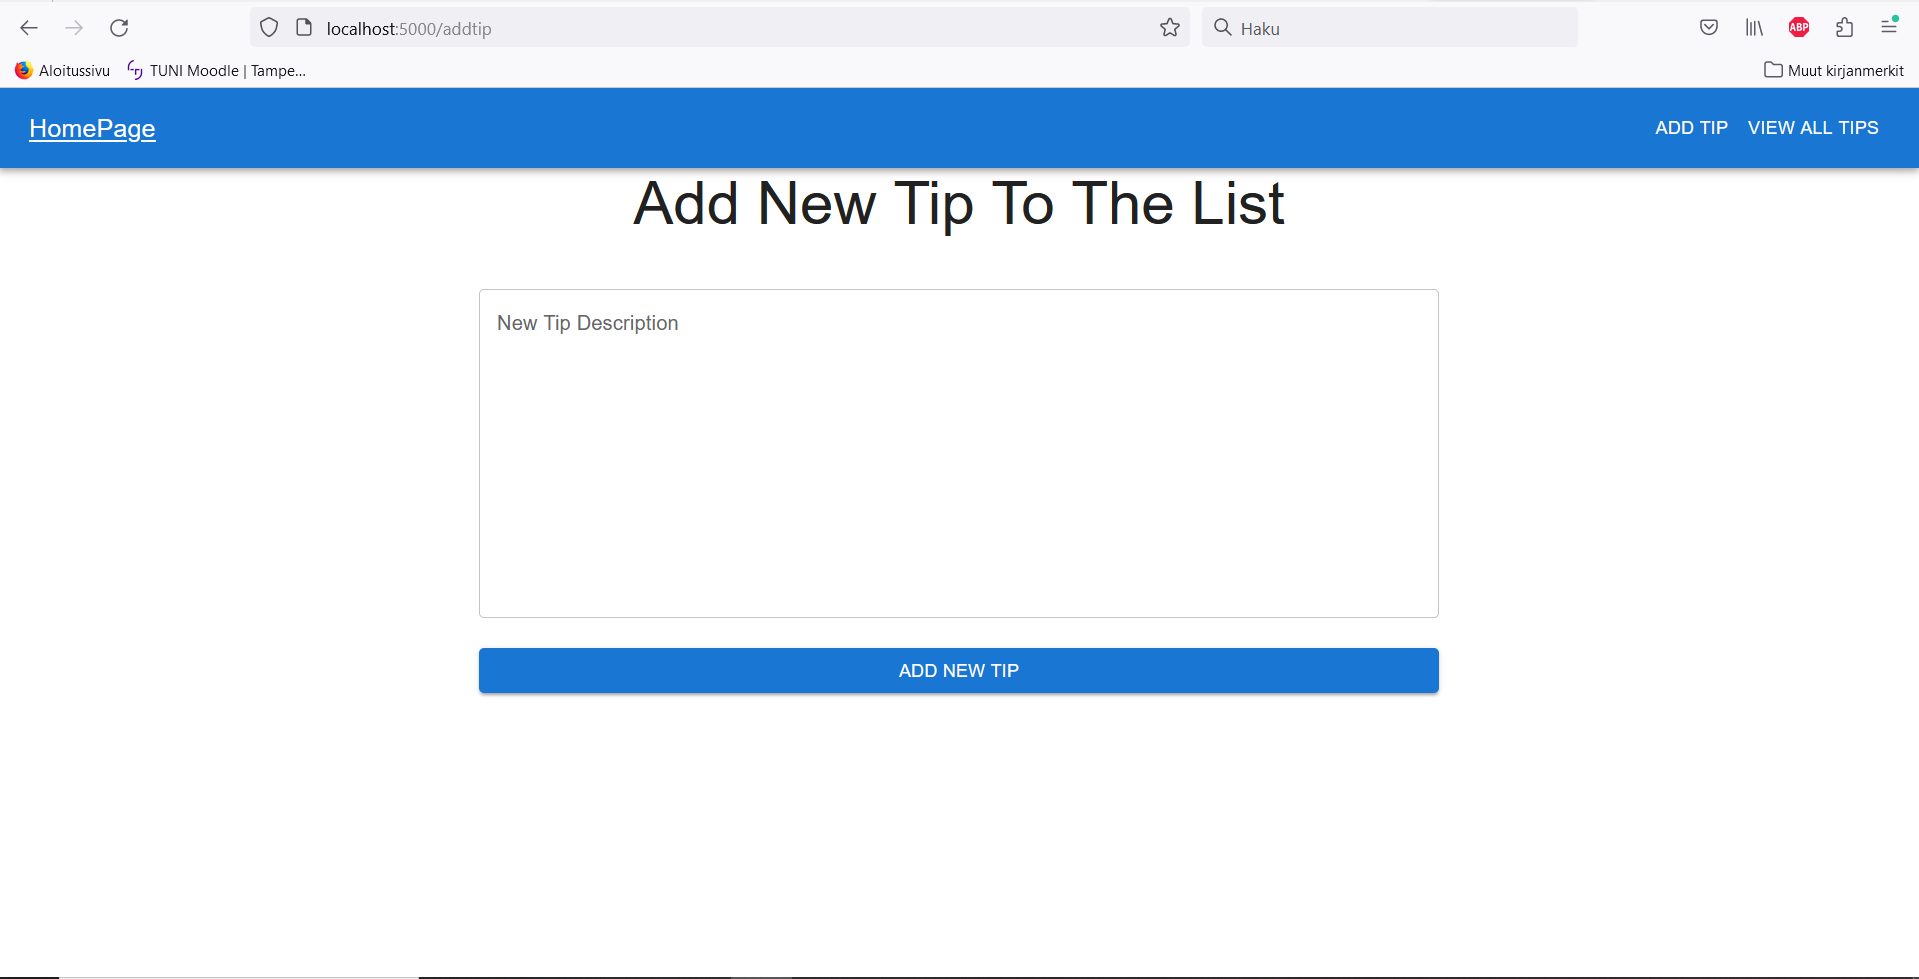 localhost:5000/addtip
Haku
ABP
Aloitussivu
TUNI Moodle | Tampe...
Muut kirjanmerkit
HomePage
ADD TIP
VIEW ALL TIPS
Add New Tip To The List
New Tip Description
ADD NEW TIP